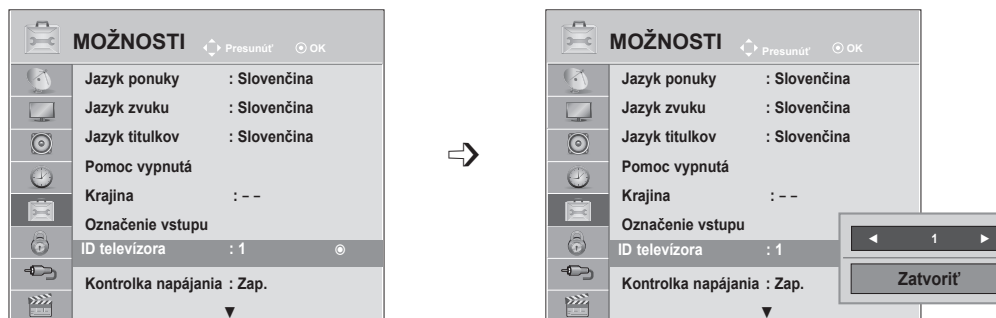 MOŽNOSTI Presunúť OK
Jazyk ponuky : Slovenčina
Jazyk zvuku : Slovenčina
Jazyk titulkov : Slovenčina
Pomoc vypnutá
Krajina : – –
Označenie vstupu
ID televízora : 1
Kontrolka napájania : Zap.
MOŽNOSTI Presunúť OK
Jazyk ponuky : Slovenčina
Jazyk zvuku : Slovenčina
Jazyk titulkov : Slovenčina
Pomoc vypnutá
Krajina : – –
Označenie vstupu
ID televízora : 1
Kontrolka napájania : Zap.
◄ 1 ►
Zatvoriť